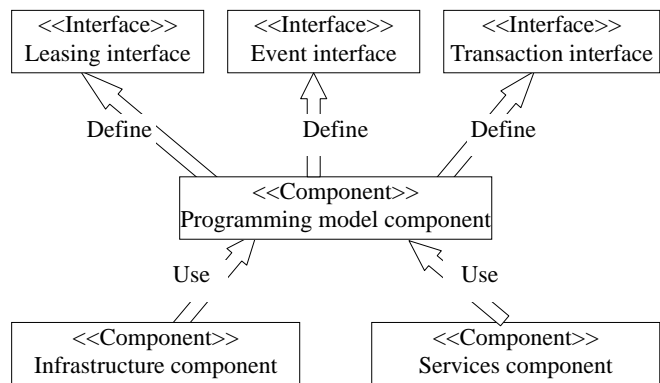 <<Interface>>
Leasing interface
<<Interface>>
Event interface
<<Interface>>
Transaction interface
Define
Define
Define
<<Component>>
Programming model component
Use
Use
<<Component>>
Infrastructure component
<<Component>>
Services component